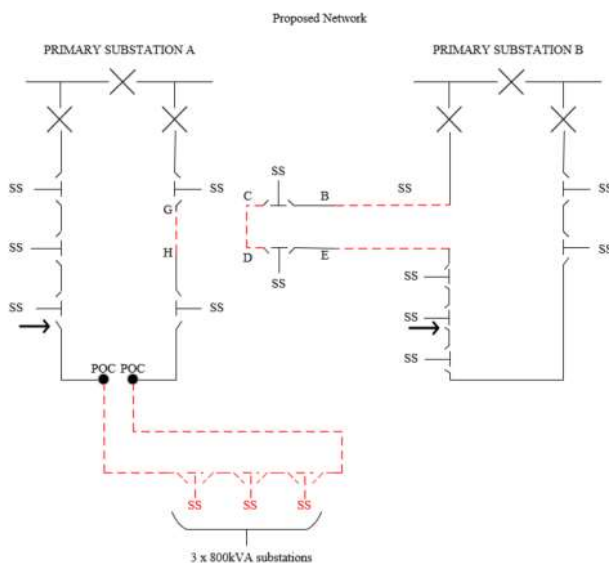 Proposed Network
PRIMARY SUBSTATION A
PRIMARY SUBSTATION B
SS
C
B
SS
SS
SS
SS
G
D
E
H
SS
SS
SS
SS
SS
SS
SS
SS
POC POC
SS SS SS
3 x 800kVA substations